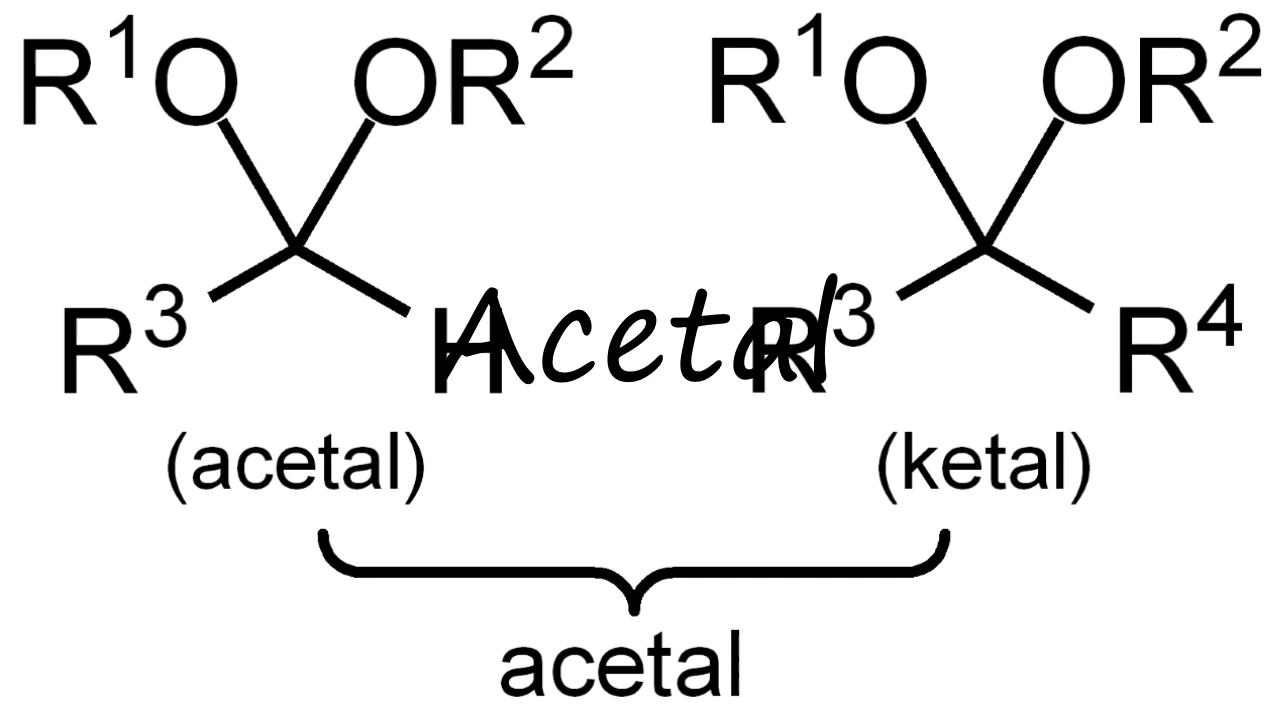 R¹O OR² R¹O OR²
R³ H Acetal R³ R⁴
(acetal) (ketal)
acetal